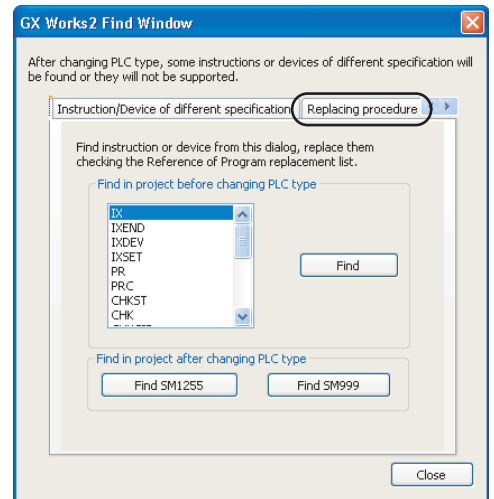 GX Works2 Find Window
After changing PLC type, some instructions or devices of different specification will
be found or they will not be supported.
Instruction/Device of different specification
Replacing procedure
Find instruction or device from this dialog, replace them
checking the Reference of Program replacement list.
Find in project before changing PLC type
IX
IXEND
IXDEV
IXSET
PR
PRC
CHKST
CHK
Find
Find in project after changing PLC type
Find SM1255
Find SM999
Close